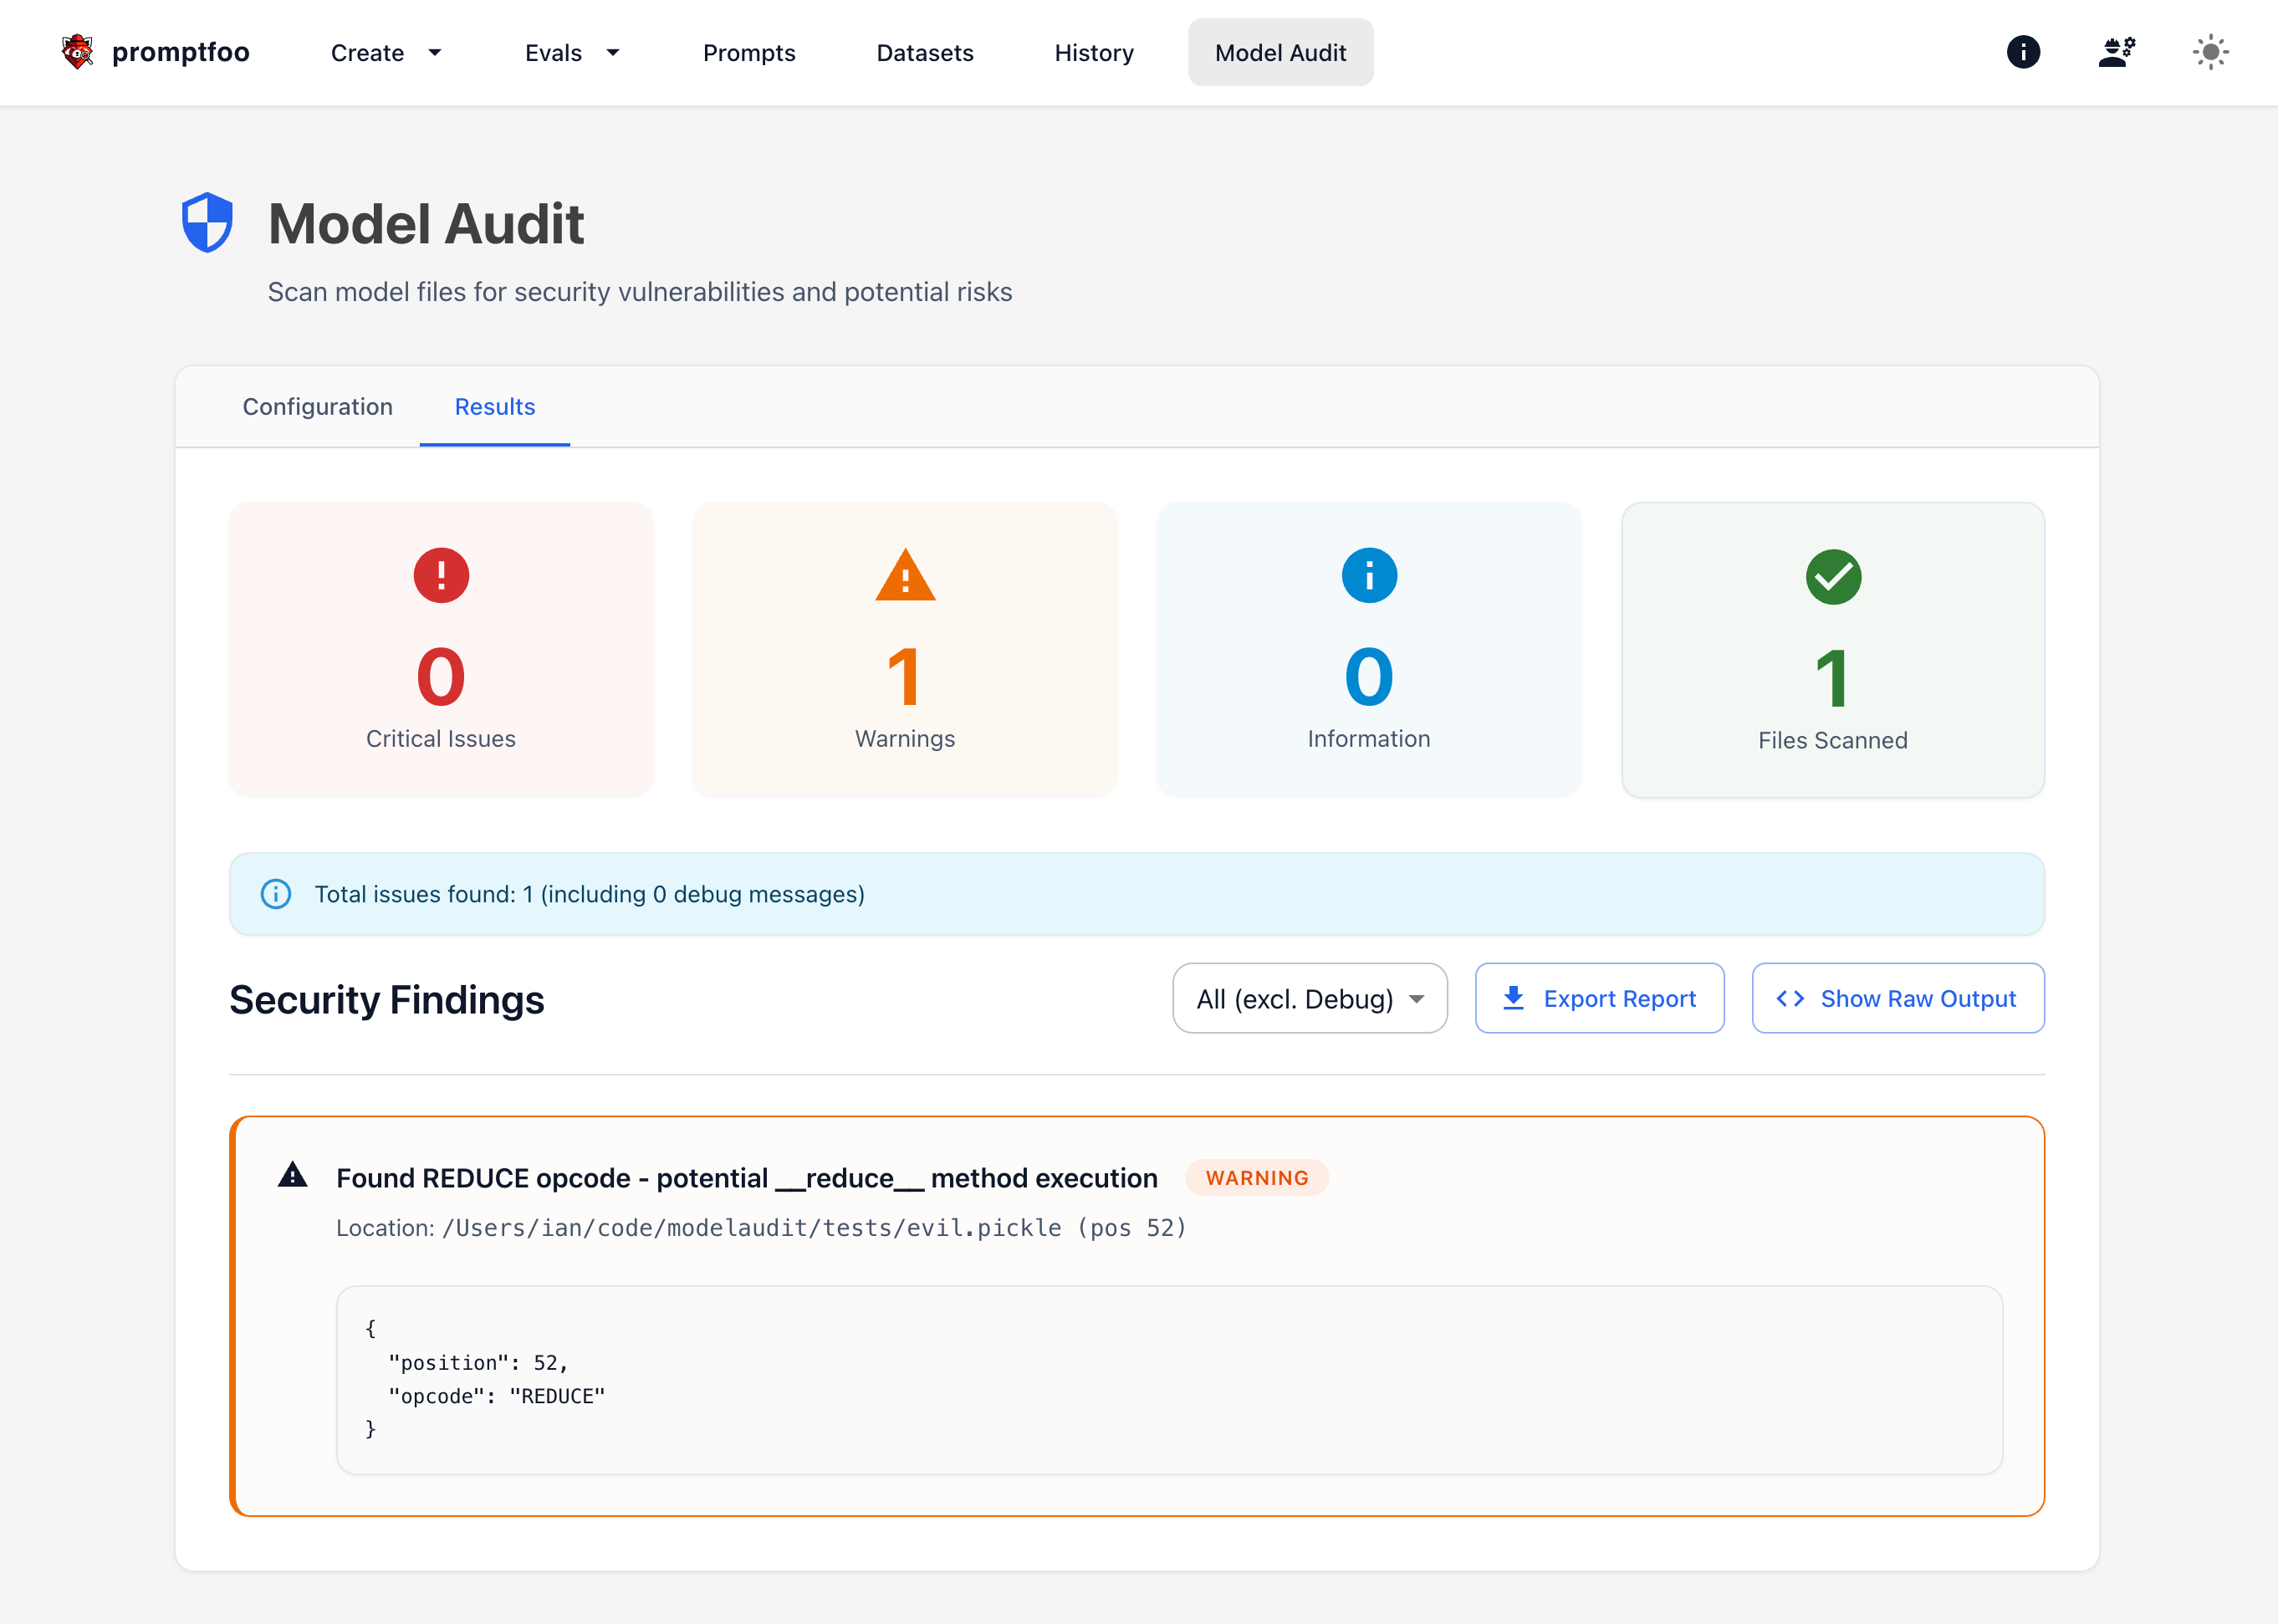 promptfoo
Create
Evals
Prompts
Datasets
History
Model Audit
Model Audit
Scan model files for security vulnerabilities and potential risks
Configuration
Results
0
Critical Issues
1
Warnings
0
Information
1
Files Scanned
Total issues found: 1 (including 0 debug messages)
Security Findings
All (excl. Debug)
Export Report
Show Raw Output
Found REDUCE opcode - potential __reduce__ method execution
WARNING
Location: /Users/ian/code/modelaudit/tests/evil.pickle (pos 52)
{
"position": 52,
"opcode": "REDUCE"
}